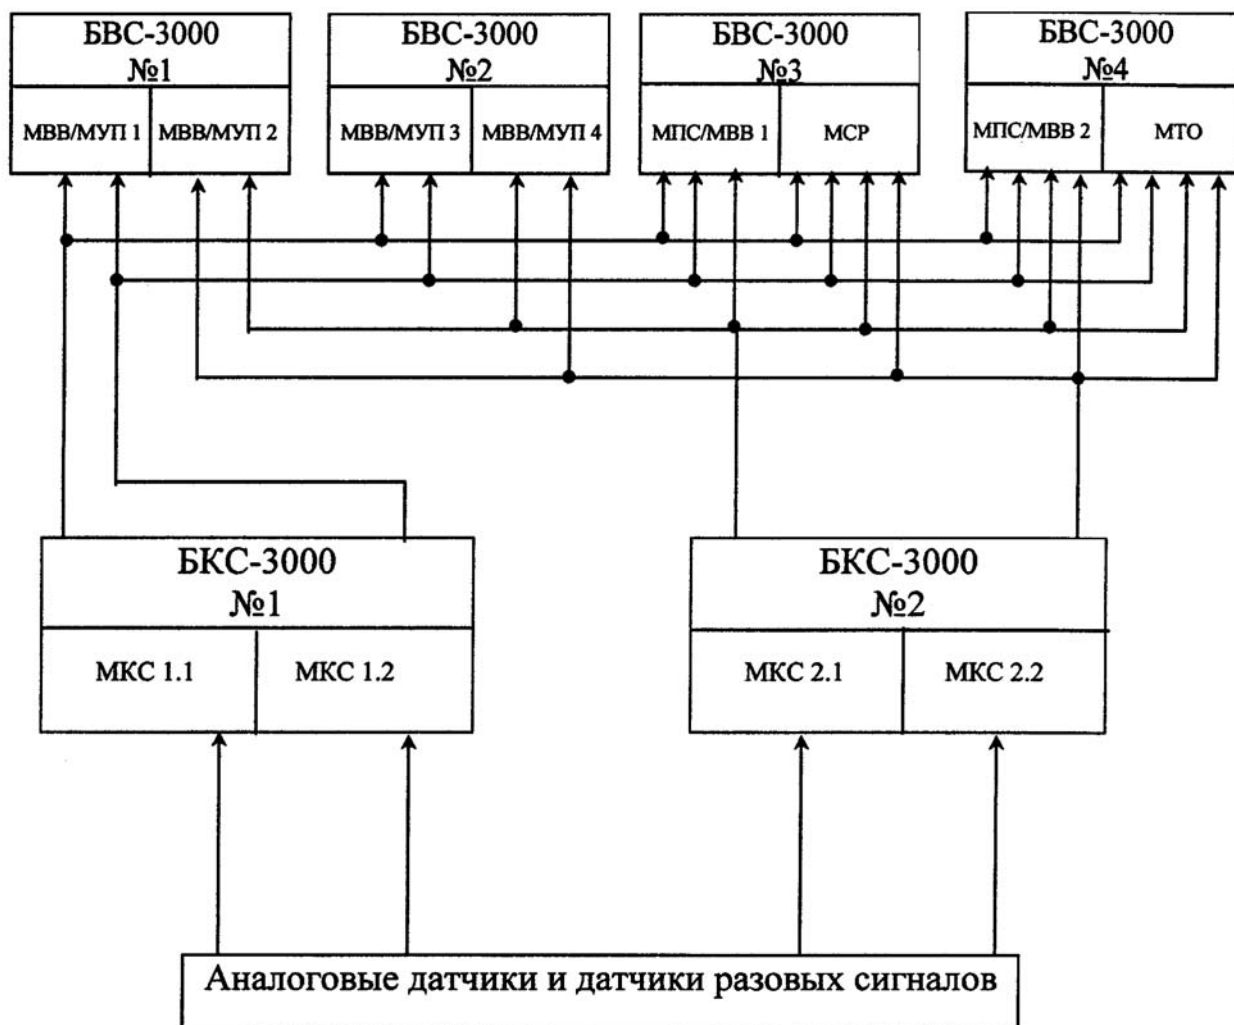 БВС-3000
№1
МВВ/МУП 1
МВВ/МУП 2
БВС-3000
№2
МВВ/МУП 3
МВВ/МУП 4
БВС-3000
№3
МПС/МВВ 1
МСР
БВС-3000
№4
МПС/МВВ 2
МТО
БКС-3000
№1
МКС 1.1
МКС 1.2
БКС-3000
№2
МКС 2.1
МКС 2.2
Аналоговые датчики и датчики разовых сигналов